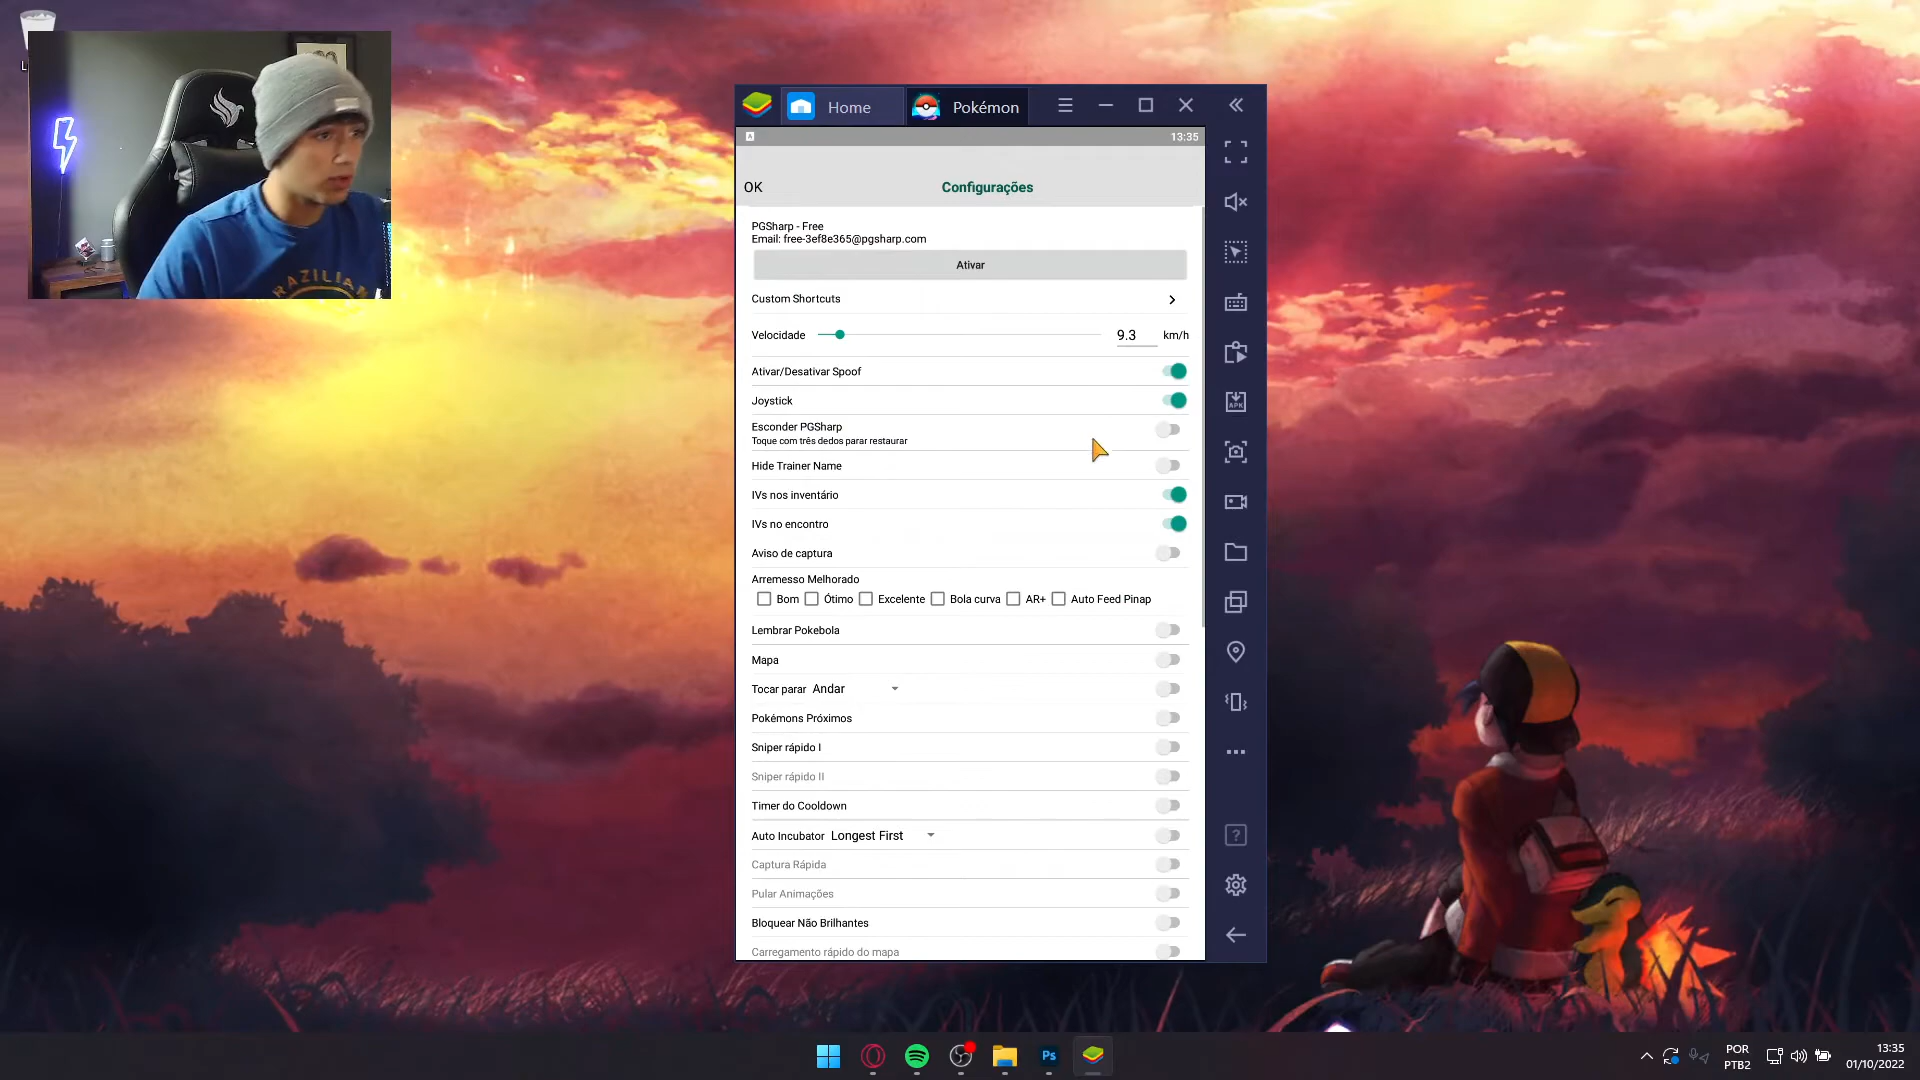 L
RAZILIAN
Home
Pokémon
A
13:35
OK
Configurações
PGSharp - Free
Email: free-3ef8e365@pgsharp.com
Ativar
Custom Shortcuts
Velocidade 9.3 km/h
Ativar/Desativar Spoof
Joystick
Esconder PGSharp
Toque com três dedos parar restaurar
Hide Trainer Name
IVs nos inventário
IVs no encontro
Aviso de captura
Arremesso Melhorado
Bom Ótimo Excelente Bola curva AR+ Auto Feed Pinap
Lembrar Pokebola
Mapa
Tocar parar Andar
Pokémons Próximos
Sniper rápido I
Sniper rápido II
Timer do Cooldown
Auto Incubator Longest First
Captura Rápida
Pular Animações
Bloquear Não Brilhantes
Carregamento rápido do mapa
APK
?
Ps
POR
PTB2
13:35
01/10/2022